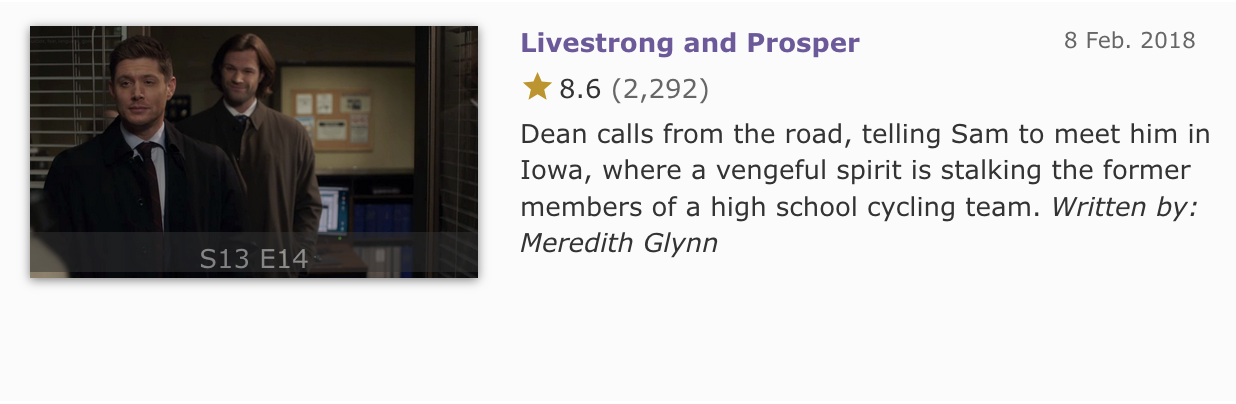 Livestrong and Prosper
8 Feb. 2018
8.6 (2,292)
Dean calls from the road, telling Sam to meet him in
Iowa, where a vengeful spirit is stalking the former
members of a high school cycling team. Written by:
Meredith Glynn
S13 E14